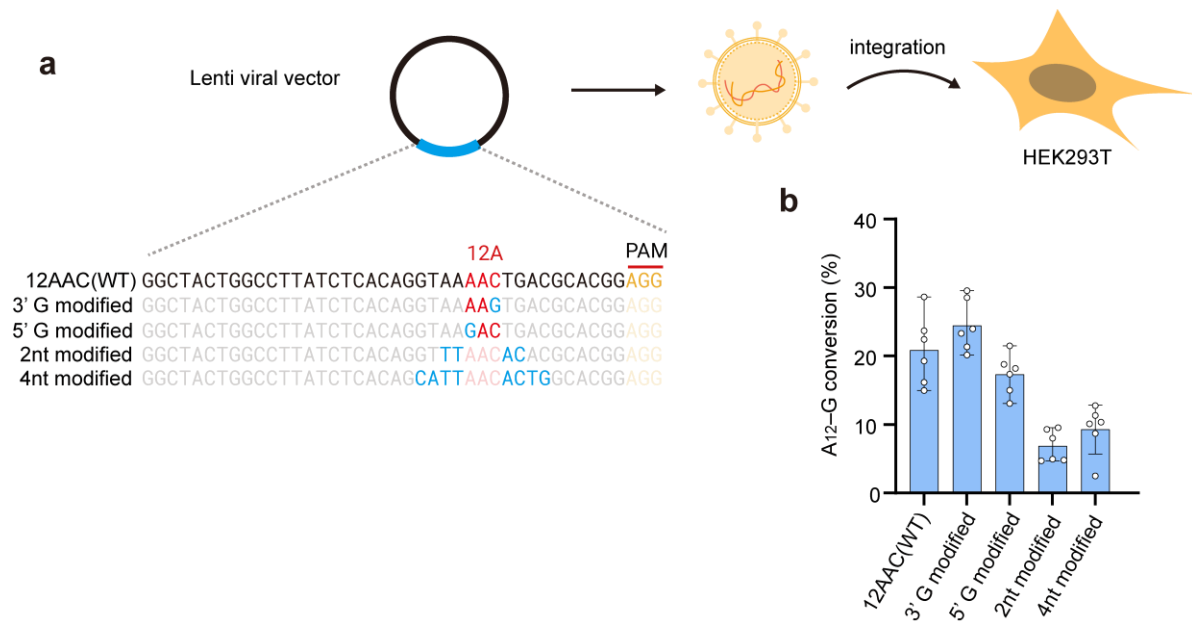 a
Lenti viral vector
integration
HEK293T
12A
PAM
12AAC(WT) GGCTACTGGCCTTATCTCACAGGTAAAACTGACGCACGGAGG
3' G modified GGCTACTGGCCTTATCTCACAGGTAAAAGTGACGCACGGAGG
5' G modified GGCTACTGGCCTTATCTCACAGGTAAGACTGACGCACGGAGG
2nt modified GGCTACTGGCCTTATCTCACAGGTTTAACACACGCACGGAGG
4nt modified GGCTACTGGCCTTATCTCACAGCATTAACACTGGCACGGAGG
b
A12–G conversion (%)
40
30
20
10
0
12AAC(WT)
3' G modified
5' G modified
2nt modified
4nt modified